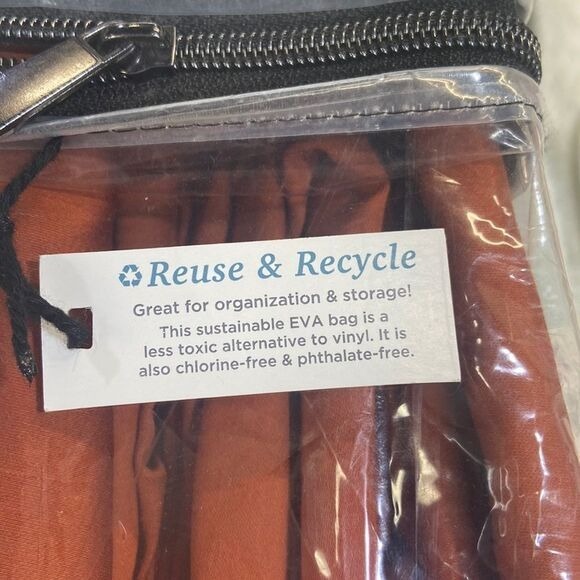 Reuse & Recycle
Great for organization & storage!
This sustainable EVA bag is a
less toxic alternative to vinyl. It is
also chlorine-free & phthalate-free.